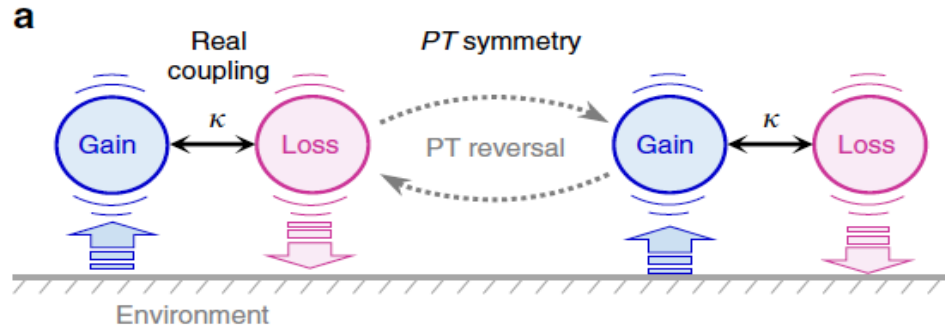 a
Real
coupling
PT symmetry
Gain
κ
Loss
PT reversal
Gain
κ
Loss
Environment